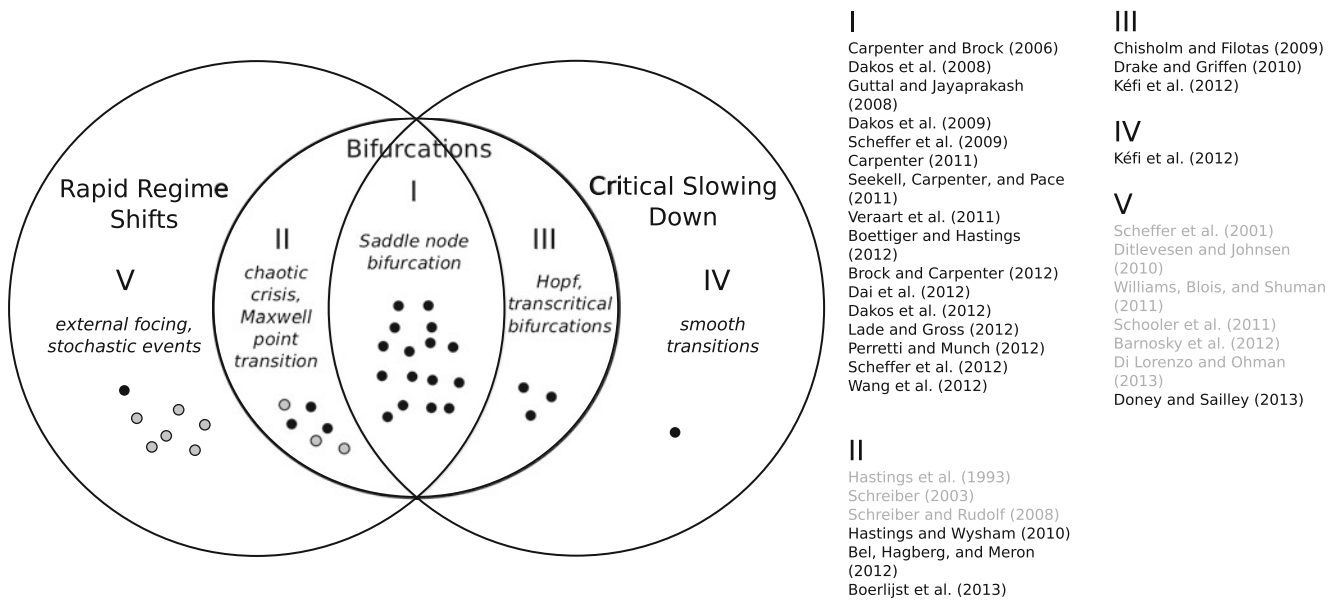 Rapid Regime
Shifts
V
external focing,
stochastic events
Bifurcations
I
Saddle node
bifurcation
II
chaotic
crisis,
Maxwell
point
transition
III
Hopf,
transcritical
bifurcations
Critical Slowing
Down
IV
smooth
transitions
I
Carpenter and Brock (2006)
Dakos et al. (2008)
Guttal and Jayaprakash
(2008)
Dakos et al. (2009)
Scheffer et al. (2009)
Carpenter (2011)
Seekell, Carpenter, and Pace
(2011)
Veraart et al. (2011)
Boettiger and Hastings
(2012)
Brock and Carpenter (2012)
Dai et al. (2012)
Dakos et al. (2012)
Lade and Gross (2012)
Perretti and Munch (2012)
Scheffer et al. (2012)
Wang et al. (2012)
II
Hastings et al. (1993)
Schreiber (2003)
Schreiber and Rudolf (2008)
Hastings and Wysham (2010)
Bel, Hagberg, and Meron
(2012)
Boerlijst et al. (2013)
III
Chisholm and Filotas (2009)
Drake and Griffen (2010)
Kéfi et al. (2012)
IV
Kéfi et al. (2012)
V
Scheffer et al. (2001)
Ditlevesen and Johnsen
(2010)
Williams, Blois, and Shuman
(2011)
Schooler et al. (2011)
Barnosky et al. (2012)
Di Lorenzo and Ohman
(2013)
Doney and Sailley (2013)